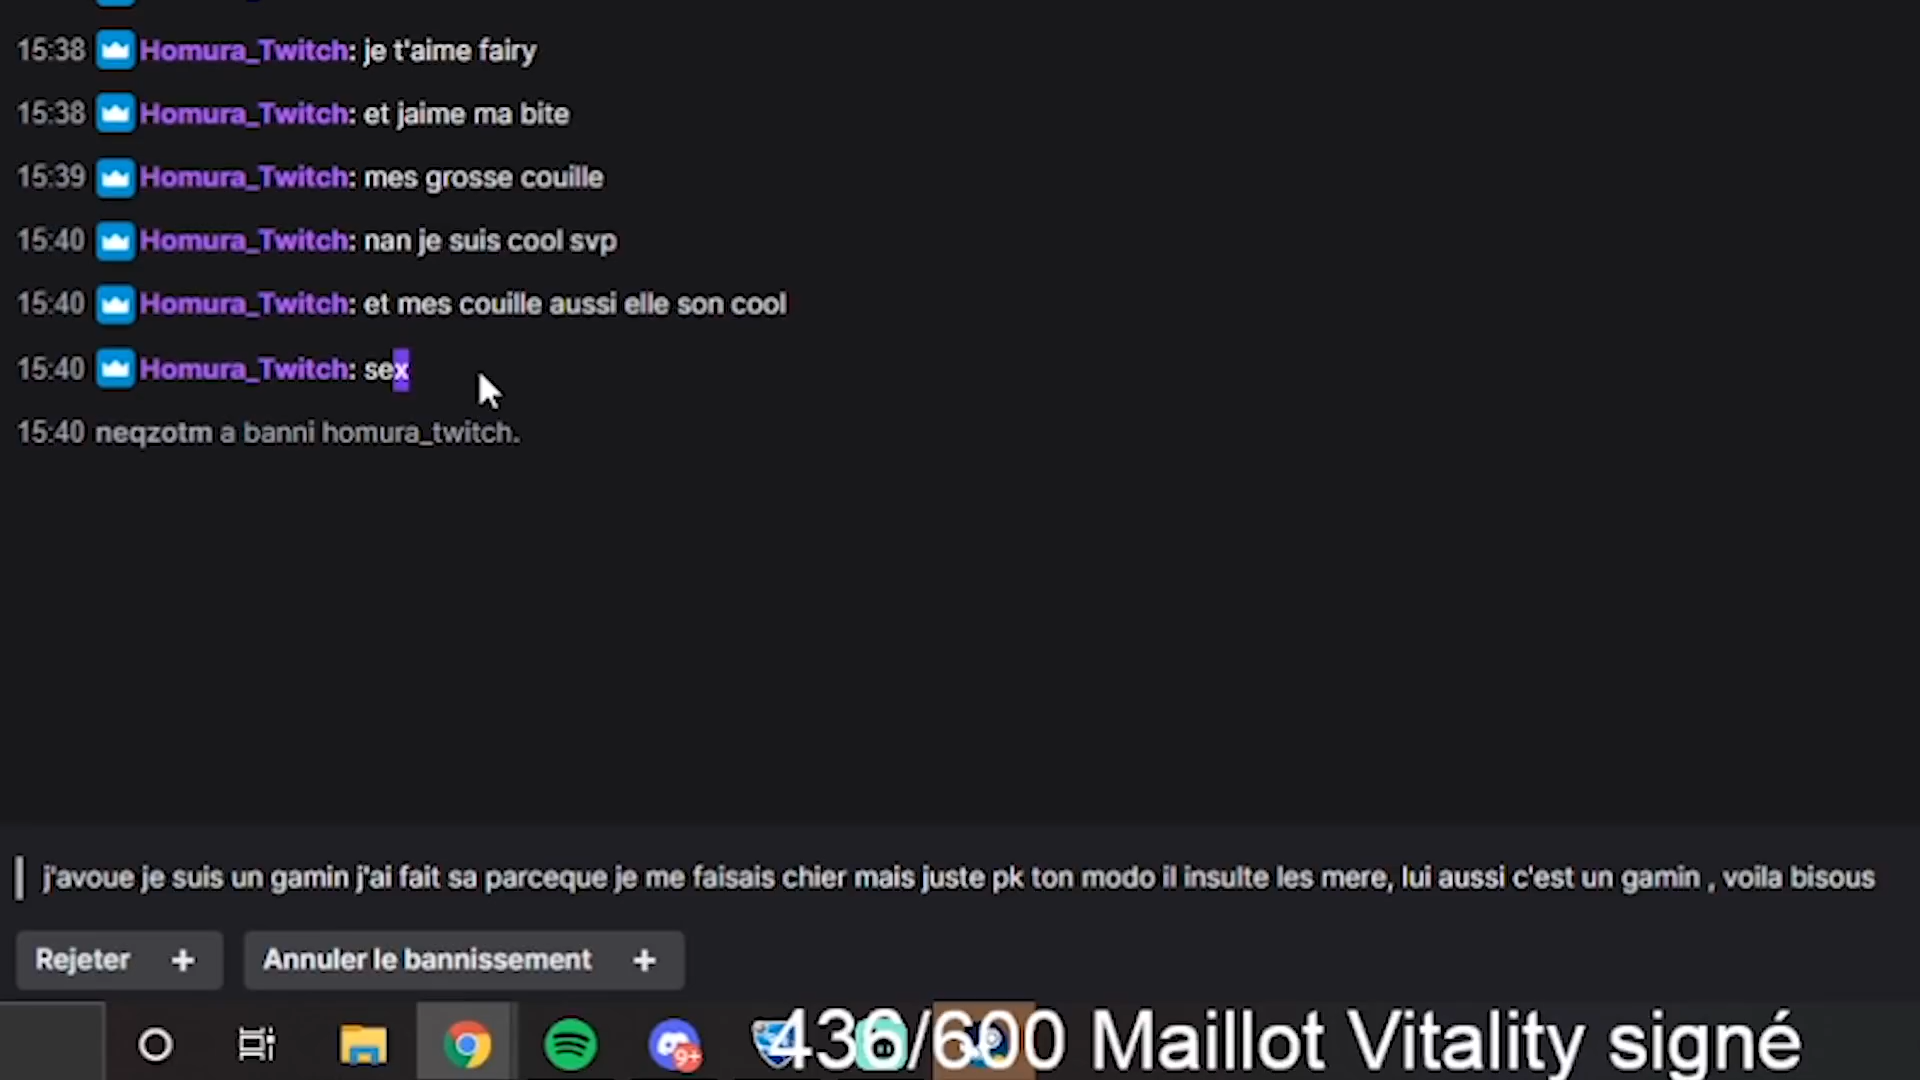 15:38 Homura_Twitch: je t'aime fairy
15:38 Homura_Twitch: et jaime ma bite
15:39 Homura_Twitch: mes grosse couille
15:40 Homura_Twitch: nan je suis cool svp
15:40 Homura_Twitch: et mes couille aussi elle son cool
15:40 Homura_Twitch: sex
15:40 neqzotm a banni homura_twitch.
j'avoue je suis un gamin j'ai fait sa parceque je me faisais chier mais juste pk ton modo il insulte les mere, lui aussi c'est un gamin , voila bisous
Rejeter + Annuler le bannissement +
9+
436/600 Maillot Vitality signé